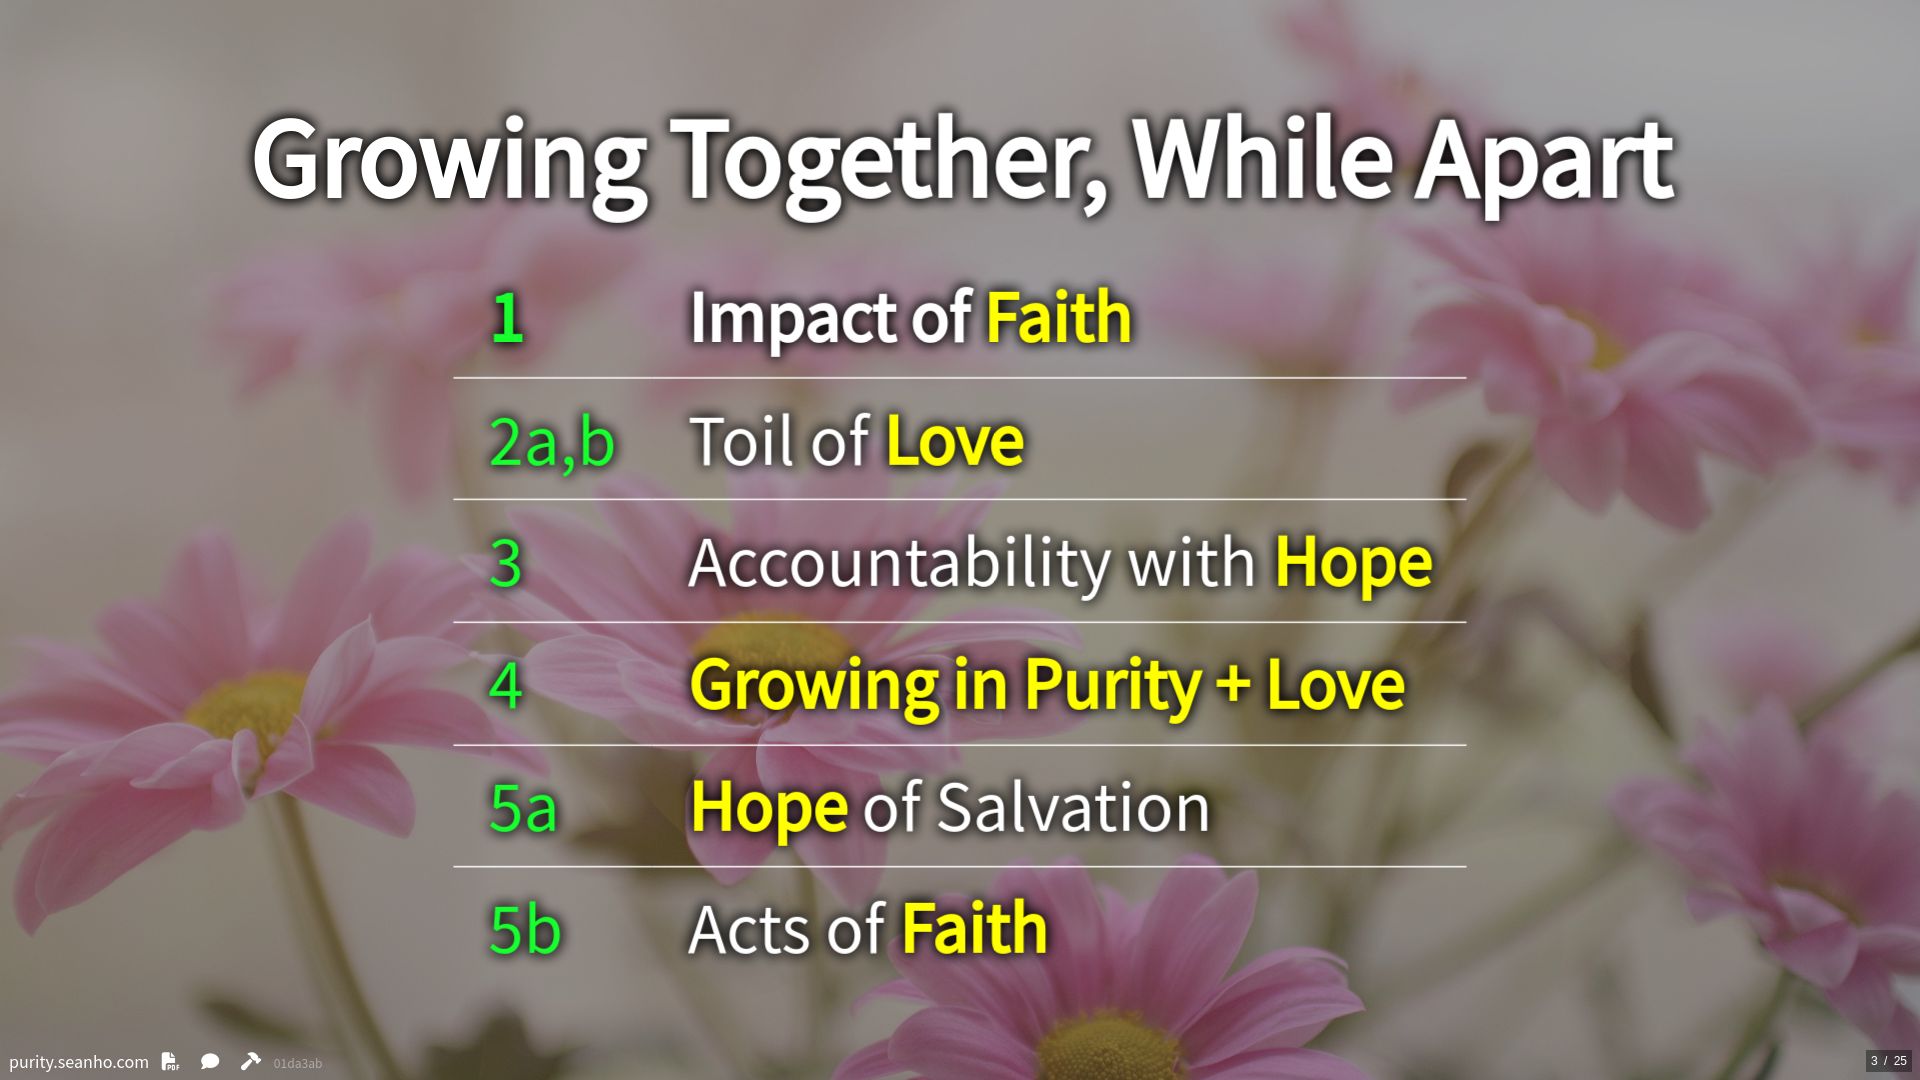 Growing Together, While Apart
1 Impact of Faith
2a,b Toil of Love
3 Accountability with Hope
4 Growing in Purity + Love
5a Hope of Salvation
5b Acts of Faith
purity.seanho.com PDF 01da3ab
3 / 25